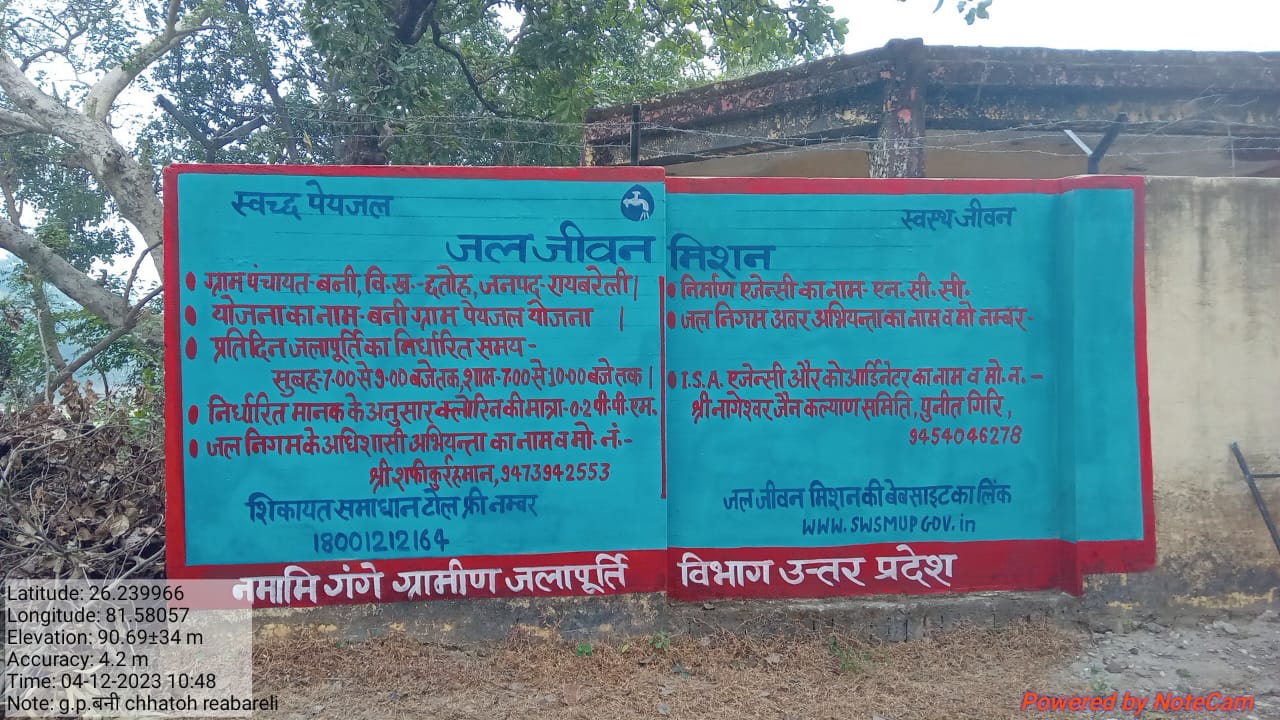 स्वच्छ पेयजल
स्वस्थ जीवन
जल जीवन मिशन
• ग्राम पंचायत-बनी, वि.ख.-छतोह, जनपद-रायबरेली।
• योजना का नाम-बनी ग्राम पेयजल योजना ।
• प्रतिदिन जलापूर्ति का निर्धारित समय-
सुबह-7.00 से 9.00 बजे तक, शाम-7.00 से 10.00 बजे तक।
• निर्धारित मानक के अनुसार क्लोरिन की मात्रा-0.2 पी.पी.एम.
• जल निगम के अधिशासी अभियन्ता का नाम व मो. नं.-
श्री शफीकुर्रहमान, 9473942553
शिकायत समाधान टोल फ्री नम्बर
18001212164
• निर्माण एजेन्सी का नाम- एन.सी.सी.
• जल निगम अवर अभियन्ता का नाम व मो नम्बर-
• I.S.A. एजेन्सी और कोआर्डिनेटर का नाम व मो.न.-
श्री नागेश्वर जैन कल्याण समिति, पुनीत गिरि,
9454046278
जल जीवन मिशन की बेबसाइट का लिंक
WWW.SWSMUP.GOV.in
नमामि गंगे ग्रामीण जलापूर्ति विभाग उत्तर प्रदेश
Latitude: 26.239966
Longitude: 81.58057
Elevation: 90.69±34 m
Accuracy: 4.2 m
Time: 04-12-2023 10:48
Note: g.p.बनी chhatoh reabareli
Powered by NoteCam